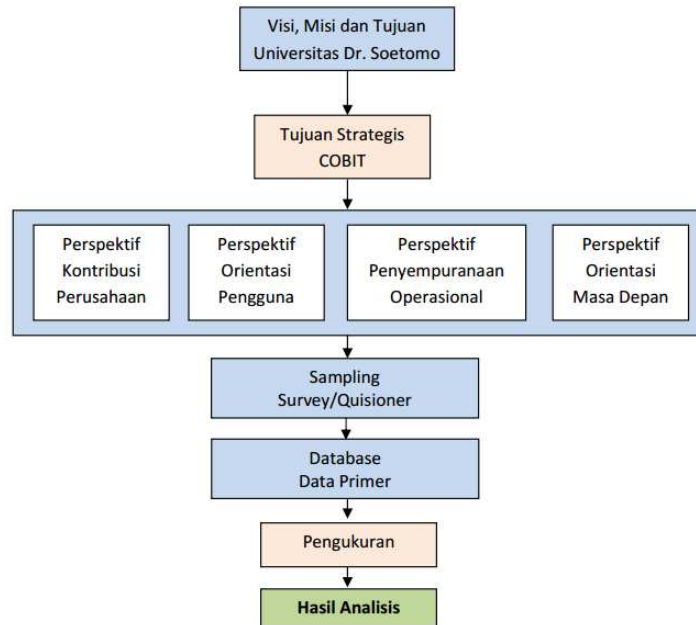 Visi, Misi dan Tujuan
Universitas Dr. Soetomo
Tujuan Strategis
COBIT
Perspektif
Kontribusi
Perusahaan
Perspektif
Orientasi
Pengguna
Perspektif
Penyempuranaan
Operasional
Perspektif
Orientasi
Masa Depan
Sampling
Survey/Quisioner
Database
Data Primer
Pengukuran
Hasil Analisis